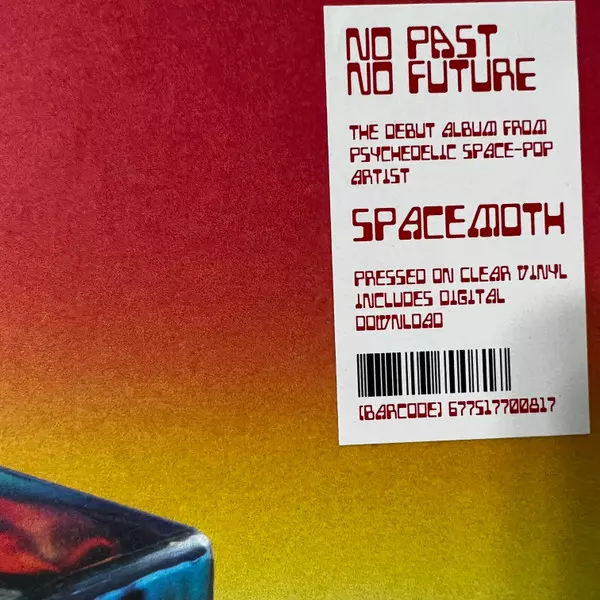 NO PAST
NO FUTURE
THE DEBUT ALBUM FROM
PSYCHEDELIC SPACE-POP
ARTIST
SPACEMOTH
PRESSED ON CLEAR VINYL
INCLUDES DIGITAL
DOWNLOAD
[BARCODE] 677517700817